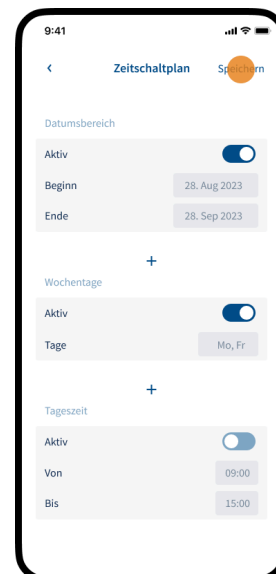 9:41
‹ Zeitschaltplan Speichern
Datumsbereich
Aktiv
Beginn 28. Aug 2023
Ende 28. Sep 2023
+
Wochentage
Aktiv
Tage Mo, Fr
+
Tageszeit
Aktiv
Von 09:00
Bis 15:00